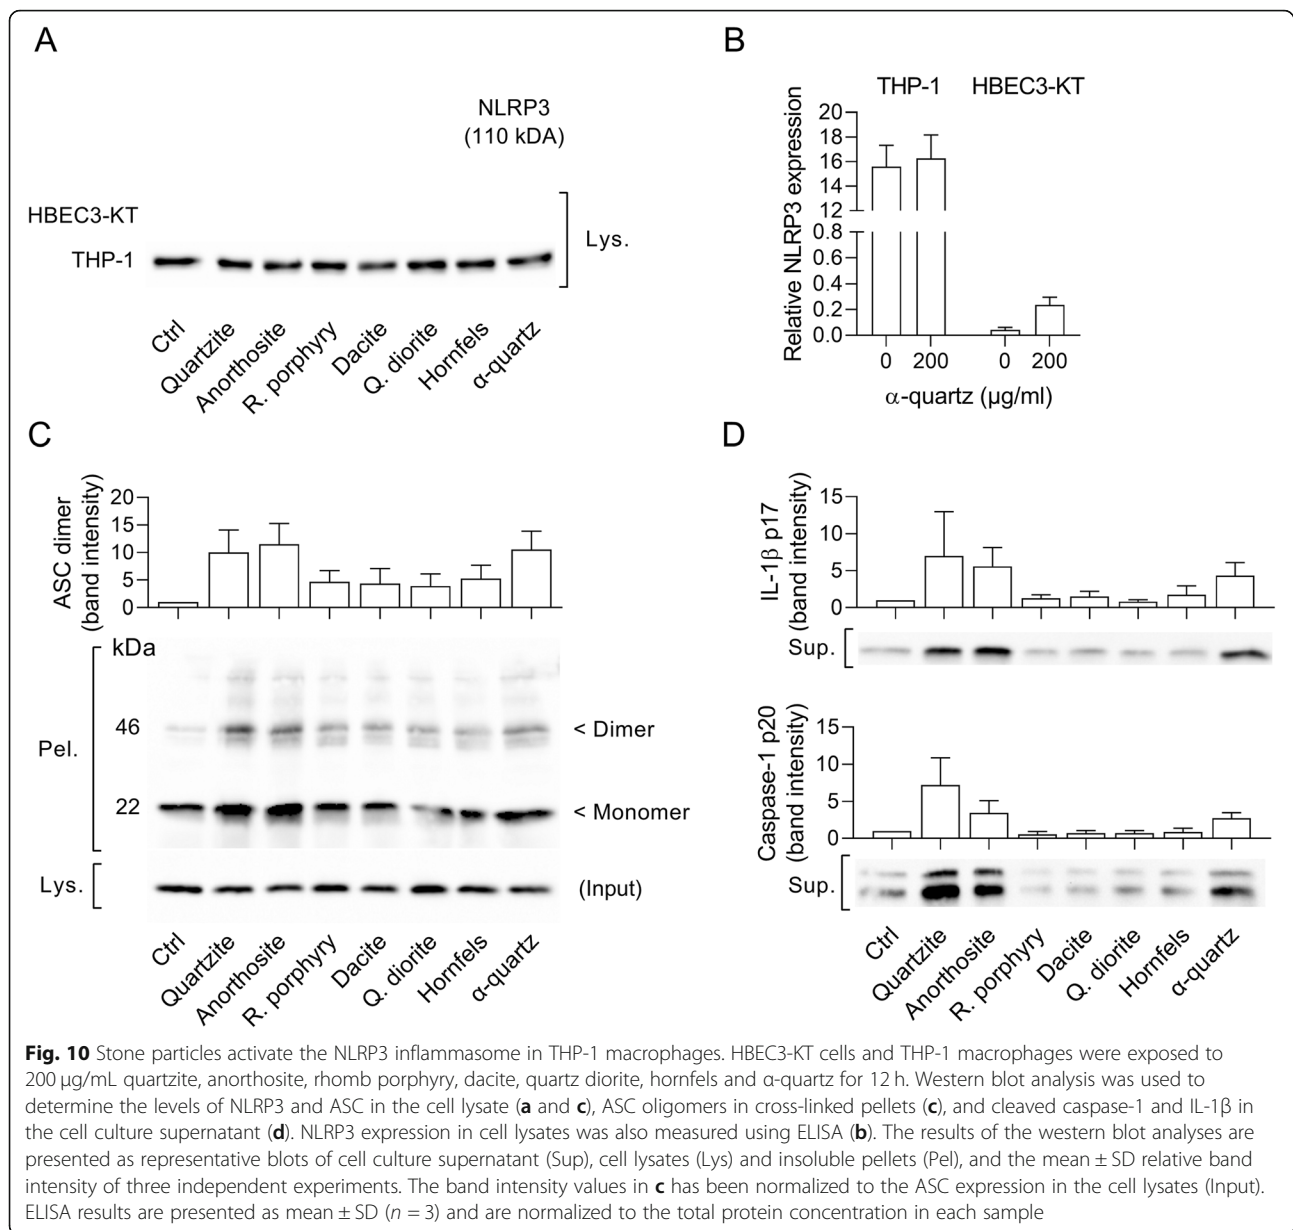 A
NLRP3
(110 kDA)
HBEC3-KT
THP-1
Lys.
Ctrl
Quartzite
Anorthosite
R. porphyry
Dacite
Q. diorite
Hornfels
α-quartz
B
THP-1 HBEC3-KT
Relative NLRP3 expression
20
18
16
14
12
0.8
0.6
0.4
0.2
0.0
0 200 0 200
α-quartz (µg/ml)
C
ASC dimer
(band intensity)
20
15
10
5
0
kDa
Pel.
46
< Dimer
22
< Monomer
Lys.
(Input)
Ctrl
Quartzite
Anorthosite
R. porphyry
Dacite
Q. diorite
Hornfels
α-quartz
D
IL-1β p17
(band intensity)
15
10
5
0
Sup.
Caspase-1 p20
(band intensity)
15
10
5
0
Sup.
Ctrl
Quartzite
Anorthosite
R. porphyry
Dacite
Q. diorite
Hornfels
α-quartz
Fig. 10 Stone particles activate the NLRP3 inflammasome in THP-1 macrophages. HBEC3-KT cells and THP-1 macrophages were exposed to
200 µg/mL quartzite, anorthosite, rhomb porphyry, dacite, quartz diorite, hornfels and α-quartz for 12 h. Western blot analysis was used to
determine the levels of NLRP3 and ASC in the cell lysate (a and c), ASC oligomers in cross-linked pellets (c), and cleaved caspase-1 and IL-1β in
the cell culture supernatant (d). NLRP3 expression in cell lysates was also measured using ELISA (b). The results of the western blot analyses are
presented as representative blots of cell culture supernatant (Sup), cell lysates (Lys) and insoluble pellets (Pel), and the mean ± SD relative band
intensity of three independent experiments. The band intensity values in c has been normalized to the ASC expression in the cell lysates (Input).
ELISA results are presented as mean ± SD (n = 3) and are normalized to the total protein concentration in each sample